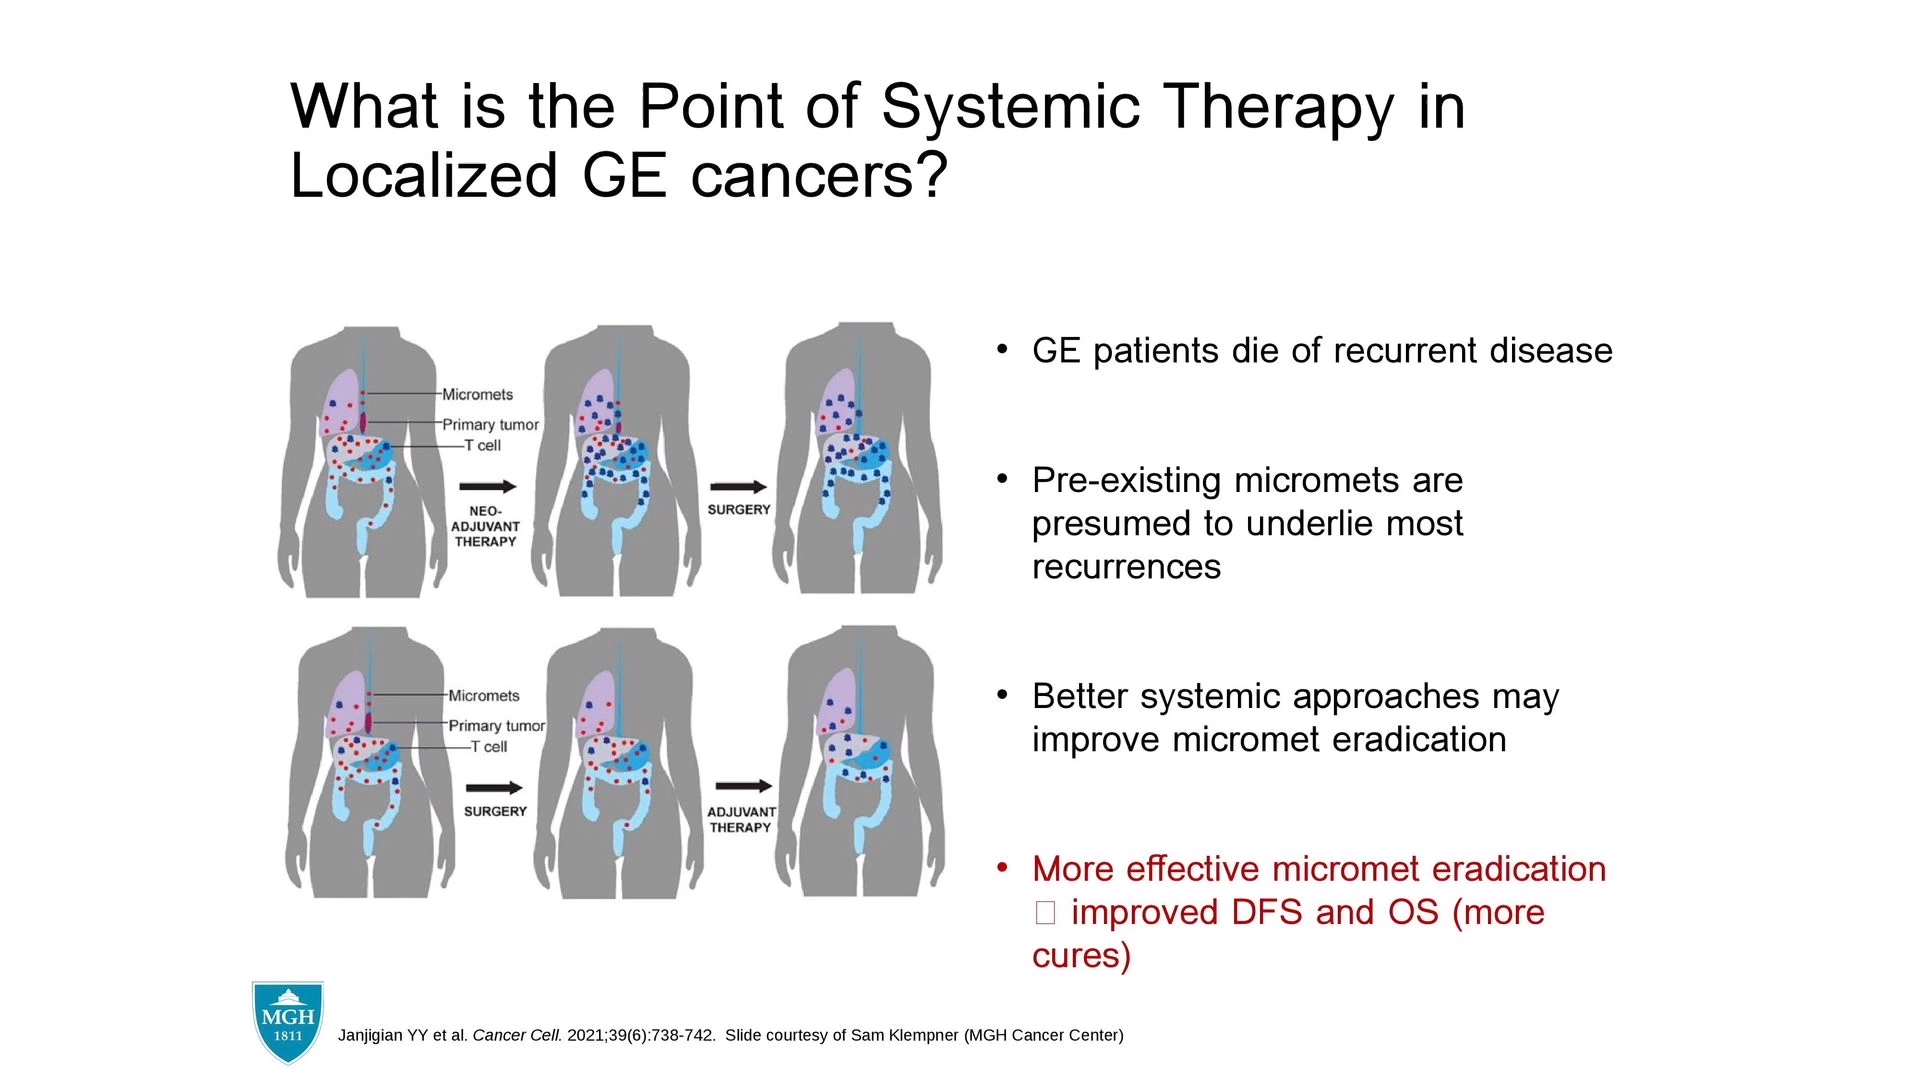 What is the Point of Systemic Therapy in
Localized GE cancers?
Micromets
Primary tumor
T cell
NEO-
ADJUVANT
THERAPY
SURGERY
Micromets
Primary tumor
T cell
SURGERY
ADJUVANT
THERAPY
• GE patients die of recurrent disease
• Pre-existing micromets are
presumed to underlie most
recurrences
• Better systemic approaches may
improve micromet eradication
• More effective micromet eradication
□ improved DFS and OS (more
cures)
MGH
1811
Janjigian YY et al. Cancer Cell. 2021;39(6):738-742. Slide courtesy of Sam Klempner (MGH Cancer Center)